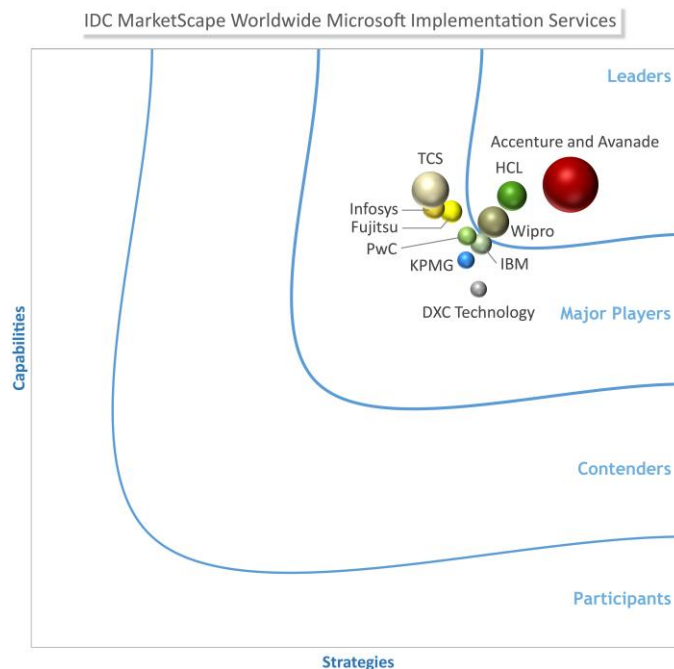 IDC MarketScape Worldwide Microsoft Implementation Services
Leaders
Accenture and Avanade
TCS
HCL
Infosys
Fujitsu
Wipro
PwC
KPMG
IBM
DXC Technology
Major Players
Capabilities
Contenders
Participants
Strategies